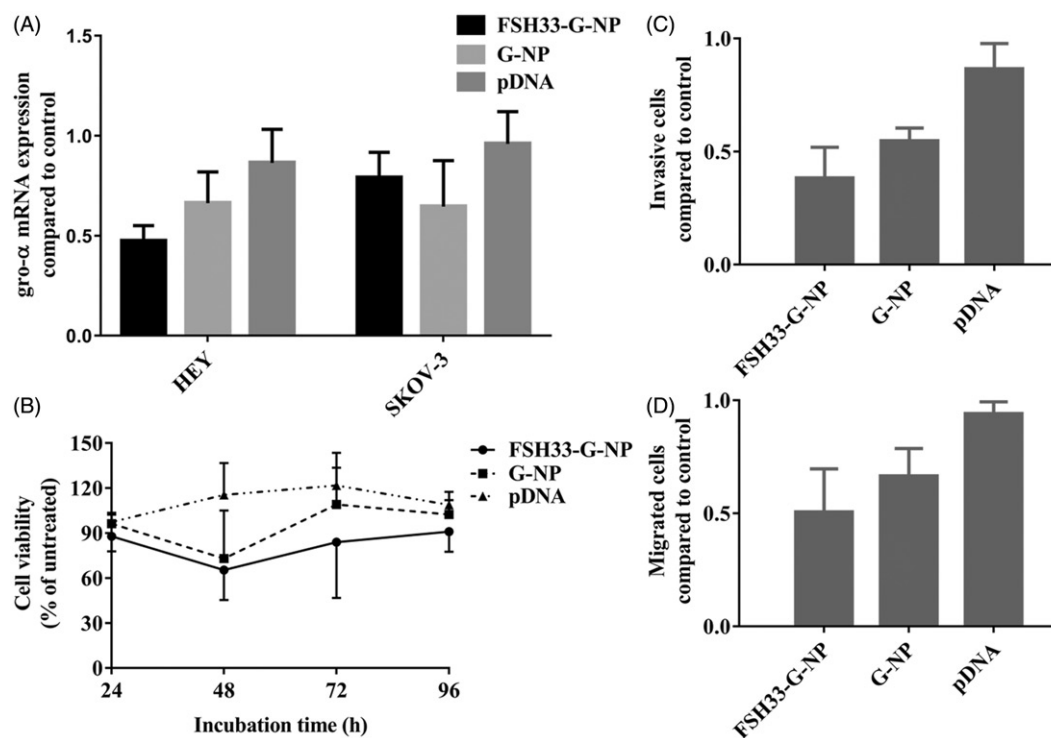 (A)
gro-α mRNA expression
compared to control
1.5
1.0
0.5
0.0
FSH33-G-NP
G-NP
pDNA
HEY
SKOV-3
(B)
Cell viability
(% of untreated)
150
120
90
60
30
0
24
48
72
96
Incubation time (h)
FSH33-G-NP
G-NP
pDNA
(C)
Invasive cells
compared to control
1.0
0.5
0.0
FSH33-G-NP
G-NP
pDNA
(D)
Migrated cells
compared to control
1.0
0.5
0.0
FSH33-G-NP
G-NP
pDNA